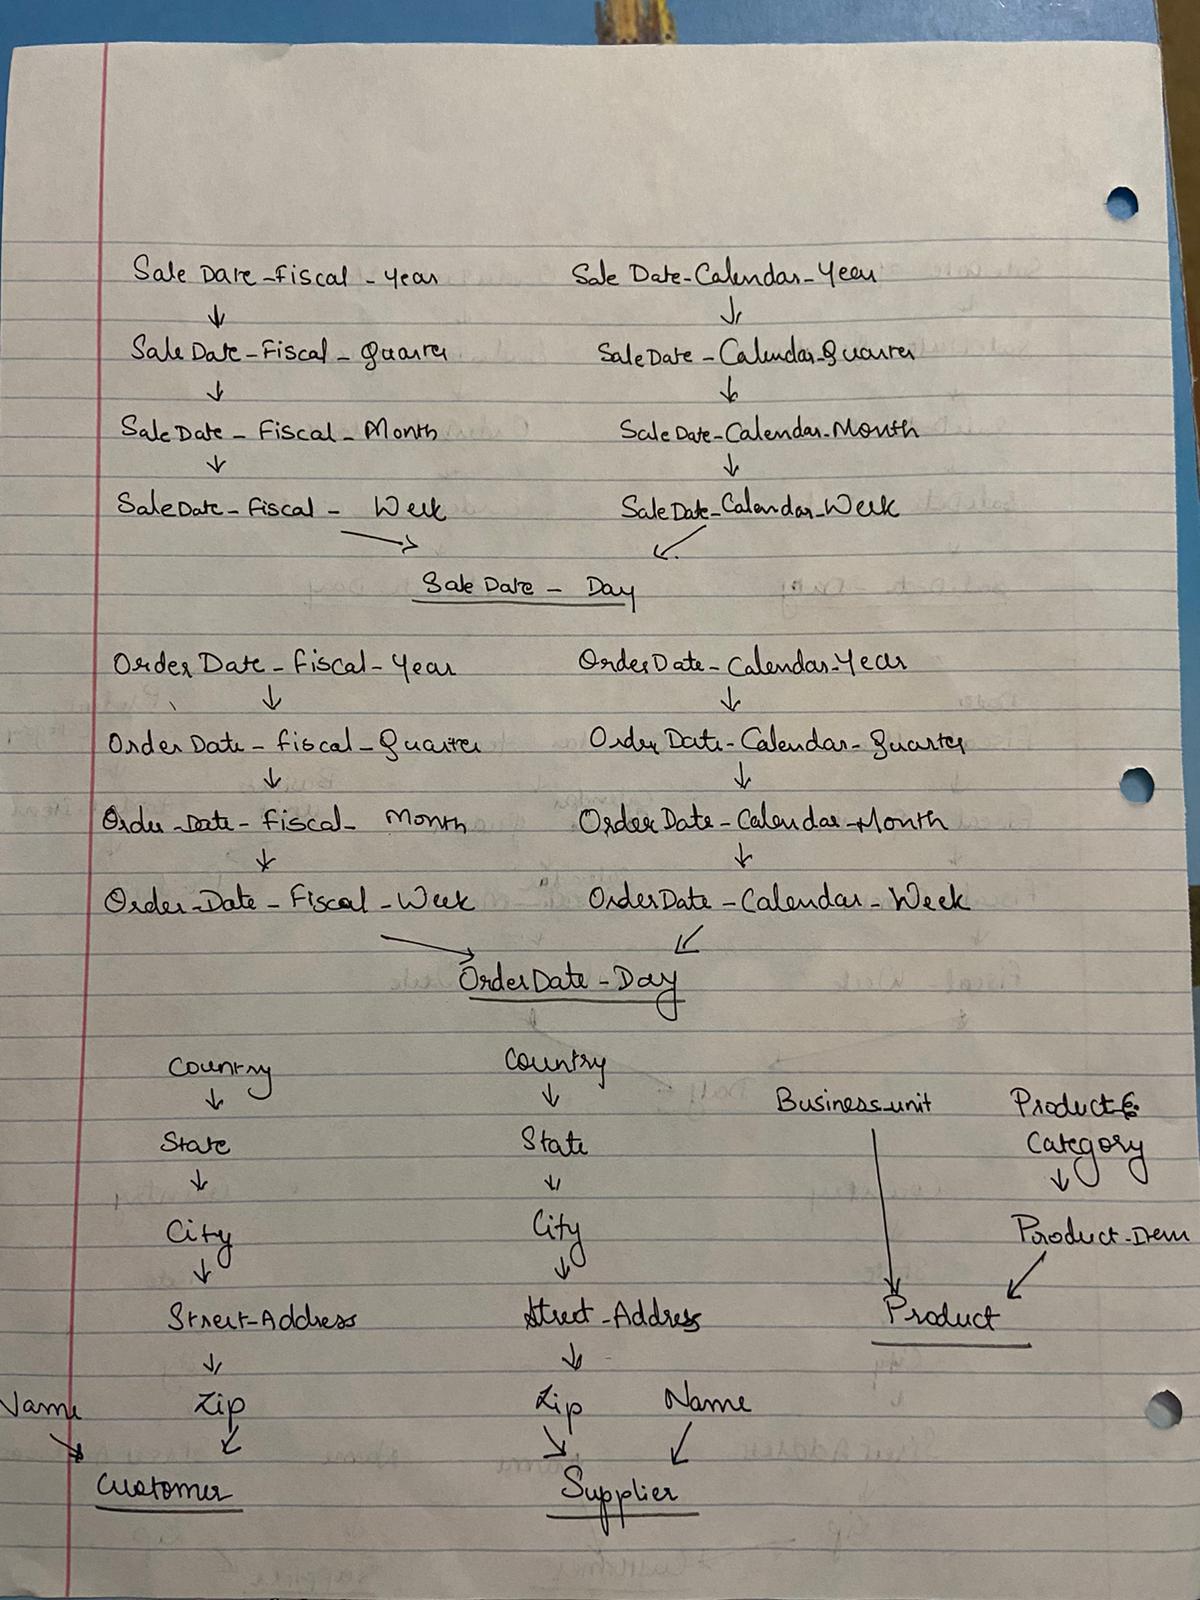 Sale Date-Fiscal-Year Sale Date-Calendar-Year
↓ ↓
Sale Date-Fiscal-Quarter Sale Date-Calendar-Quarter
↓ ↓
Sale Date-Fiscal-Month Sale Date-Calendar-Month
↓ ↓
Sale Date-Fiscal-Week Sale Date-Calendar-Week
Sale Date-Day
Order Date-Fiscal-Year Order Date-Calendar-Year
↓ ↓
Order Date-Fiscal-Quarter Order Date-Calendar-Quarter
↓ ↓
Order-Date-Fiscal-Month Order Date-Calendar-Month
↓ ↓
Order-Date-Fiscal-Week Order Date-Calendar-Week
Order Date-Day
Country Country
↓ ↓ Business-unit Product
State State Category
↓ ↓ ↓
City City Product-Item
↓ ↓
Street-Address Street-Address Product
↓ ↓
Name Zip Zip Name
Customer Supplier